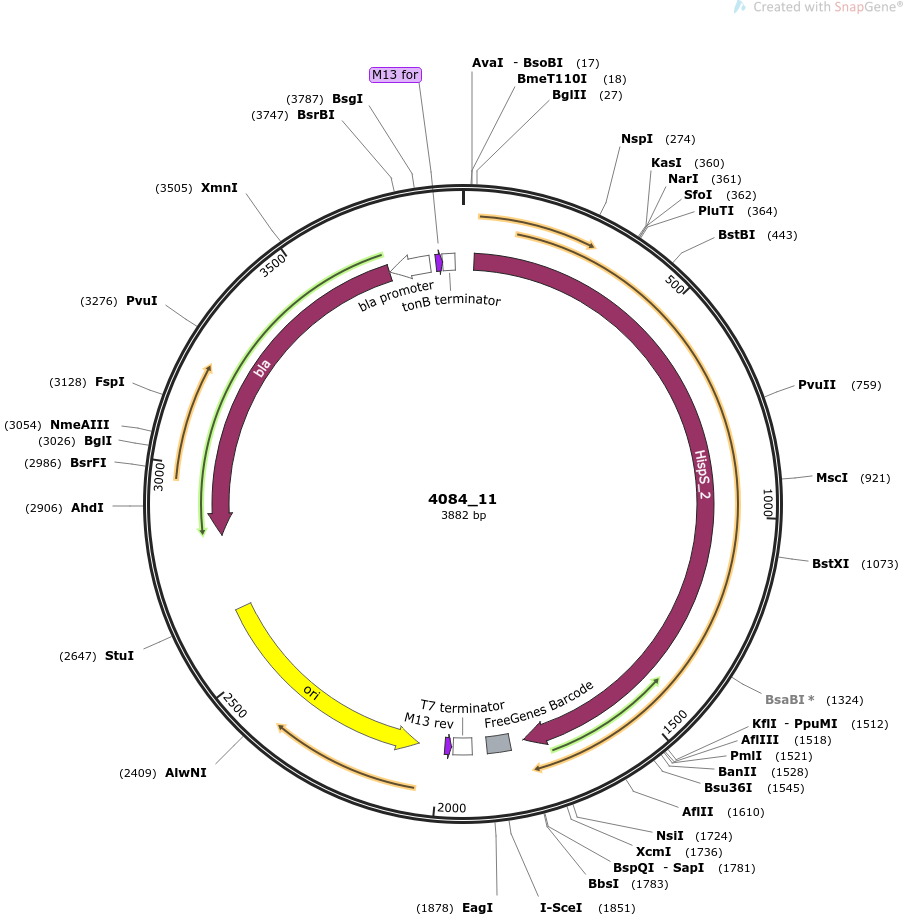 Created with SnapGene®
M13 for
AvaI - BsoBI (17)
BmeT110I (18)
BglII (27)
(3787) BsgI
(3747) BsrBI
NspI (274)
KasI (360)
NarI (361)
SfoI (362)
PluTI (364)
BstBI (443)
(3505) XmnI
3500
500
bla promoter
tonB terminator
(3276) PvuI
bla
(3128) FspI
PvuII (759)
(3054) NmeAIII
(3026) BglI
(2986) BsrFI
3000
HispS_2
MscI (921)
(2906) AhdI
4084_11
3882 bp
1000
BstXI (1073)
(2647) StuI
ori
2500
T7 terminator
M13 rev
FreeGenes Barcode
BsaBI * (1324)
1500
KflI - PpuMI (1512)
AflIII (1518)
PmlI (1521)
BanII (1528)
Bsu36I (1545)
(2409) AlwNI
2000
AflII (1610)
NsiI (1724)
XcmI (1736)
BspQI - SapI (1781)
BbsI (1783)
(1878) EagI
I-SceI (1851)